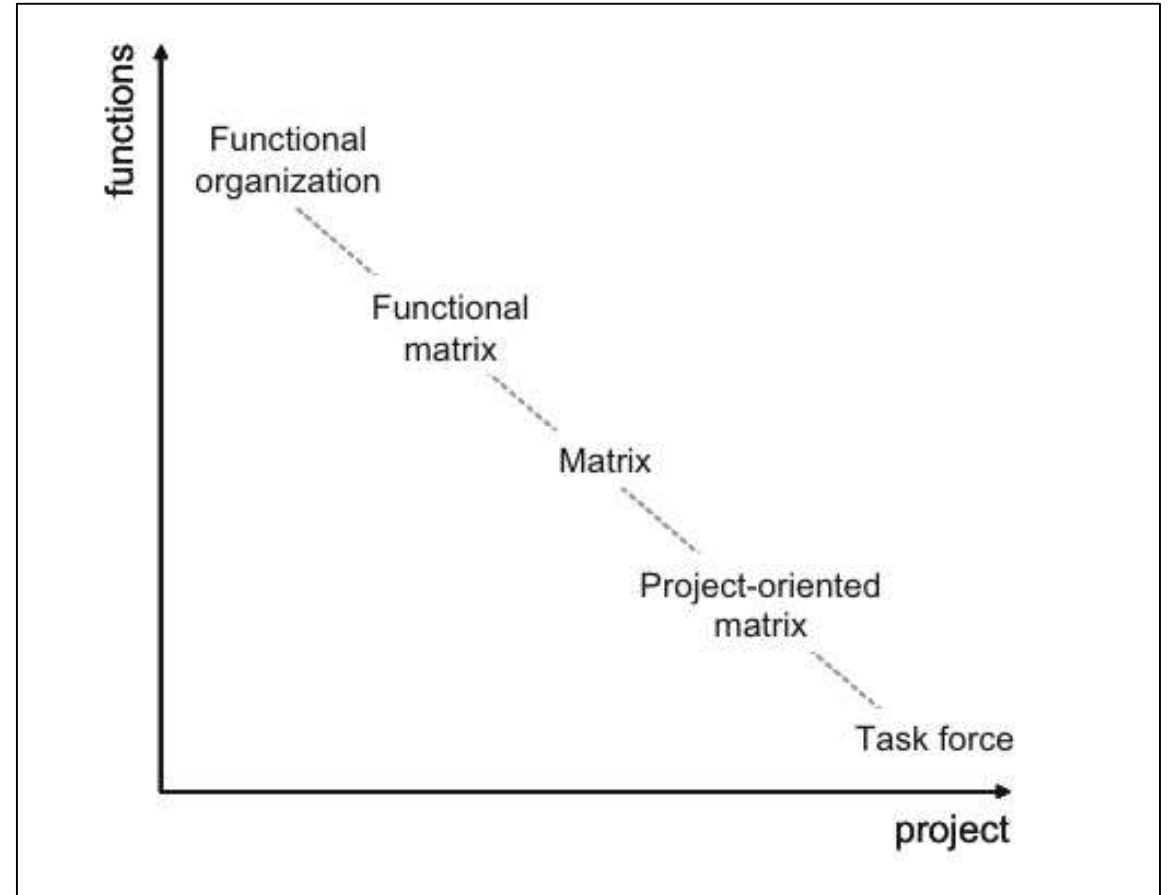 functions
Functional
organization
Functional
matrix
Matrix
Project-oriented
matrix
Task force
project